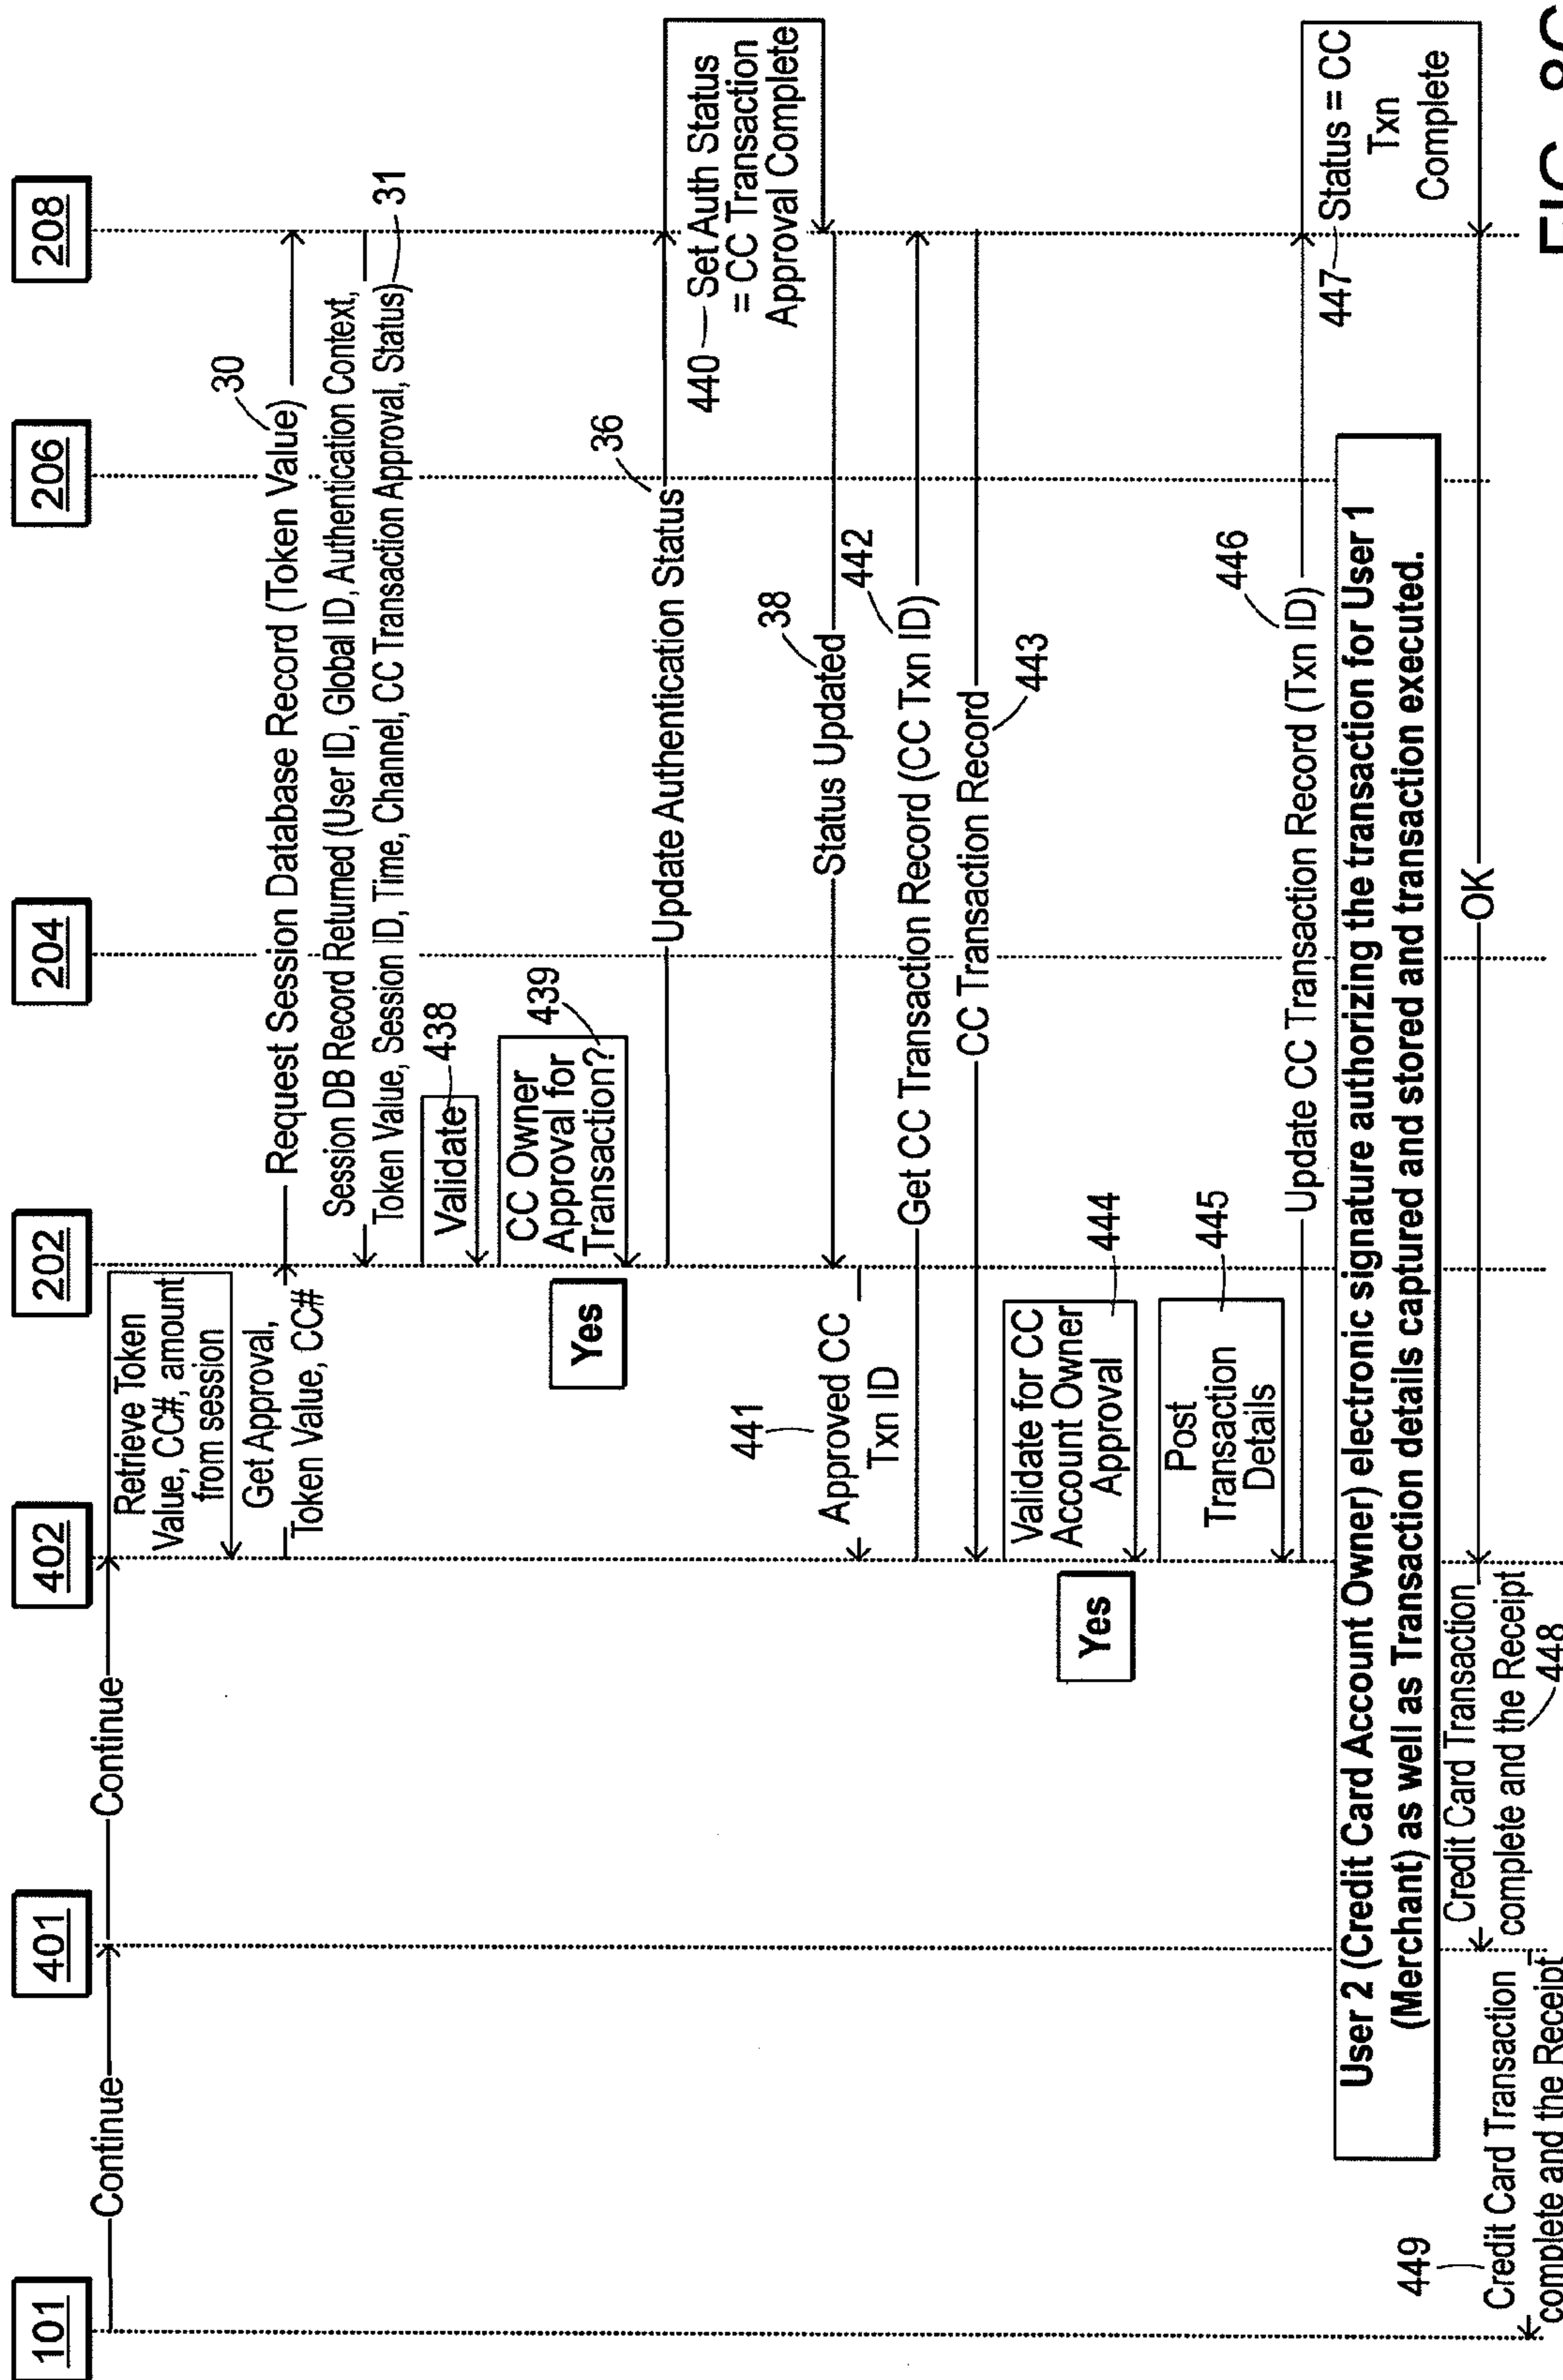 101
401
402
202
204
206
208
Continue
Continue
Retrieve Token
Value, CC#, amount
from session
Get Approval,
Token Value, CC#
Request Session Database Record (Token Value)
30
Session DB Record Returned (User ID, Global ID, Authentication Context,
Token Value, Session ID, Time, Channel, CC Transaction Approval, Status)
31
Validate
438
CC Owner
Approval for
Transaction?
439
Yes
Update Authentication Status
36
440
Set Auth Status
= CC Transaction
Approval Complete
Status Updated
38
441
Approved CC
Txn ID
Get CC Transaction Record (CC Txn ID)
442
CC Transaction Record
443
Validate for CC
Account Owner
Approval
444
Yes
Post
Transaction
Details
445
Update CC Transaction Record (Txn ID)
446
447
Status = CC
Txn
Complete
User 2 (Credit Card Account Owner) electronic signature authorizing the transaction for User 1
(Merchant) as well as Transaction details captured and stored and transaction executed.
OK
Credit Card Transaction
complete and the Receipt
448
449
Credit Card Transaction
complete and the Receipt